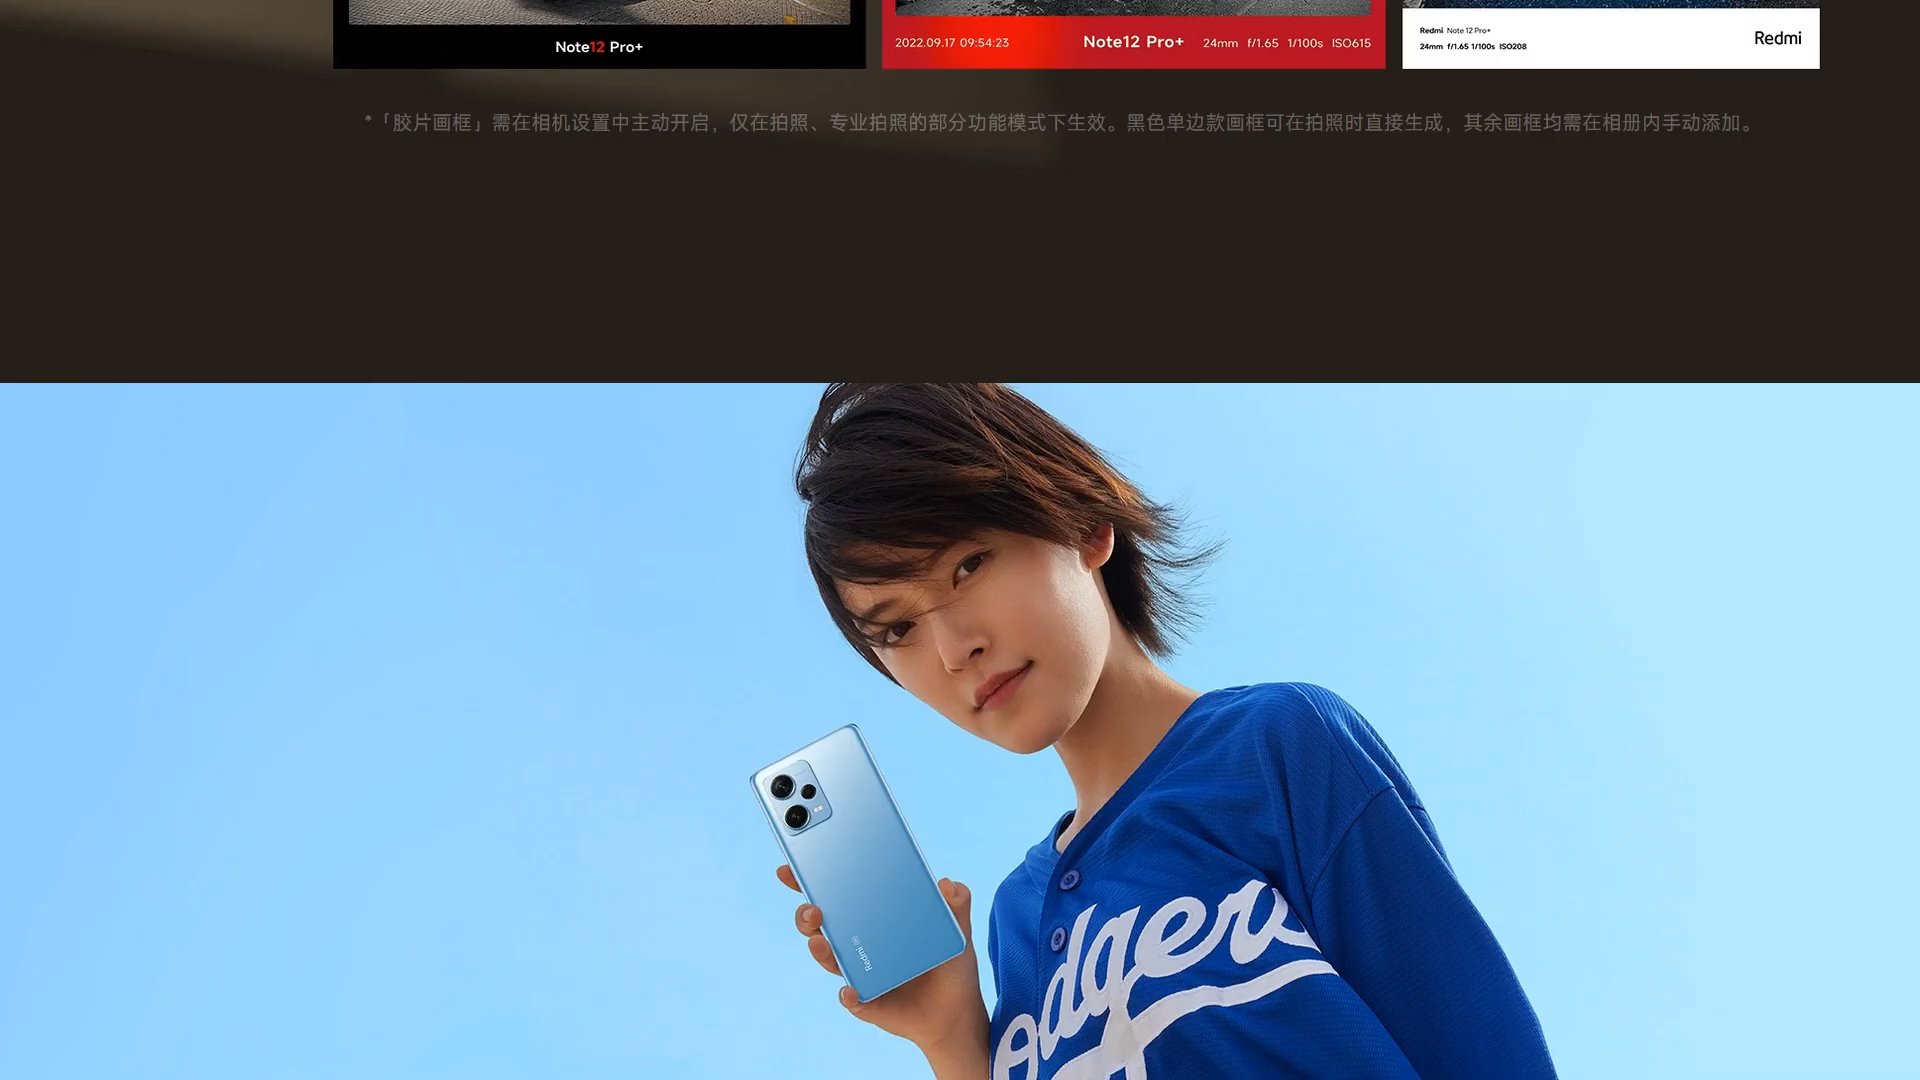 Note12 Pro+
2022.09.17 09:54:23
Note12 Pro+
24mm f/1.65 1/100s ISO615
Redmi Note 12 Pro+
24mm f/1.65 1/100s ISO208
Redmi
*「胶片画框」需在相机设置中主动开启，仅在拍照、专业拍照的部分功能模式下生效。黑色单边款画框可在拍照时直接生成，其余画框均需在相册内手动添加。
Redmi
odgers